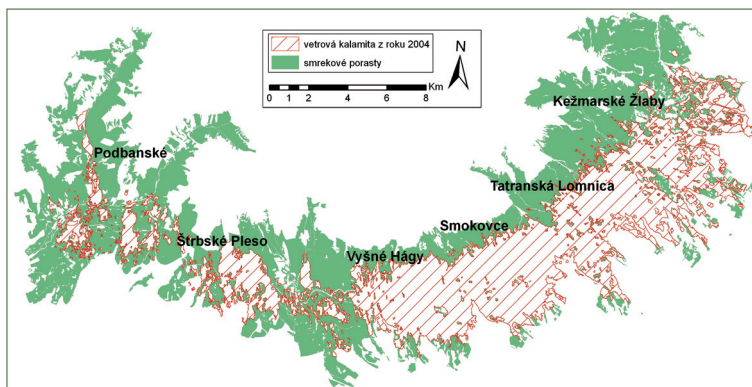 vetrová kalamita z roku 2004
smrekové porasty
N
Km
0 1 2 4 6 8
Kežmarské Žlaby
Podbanské
Tatranská Lomnica
Smokovce
Štrbské Pleso
Vyšné Hágy